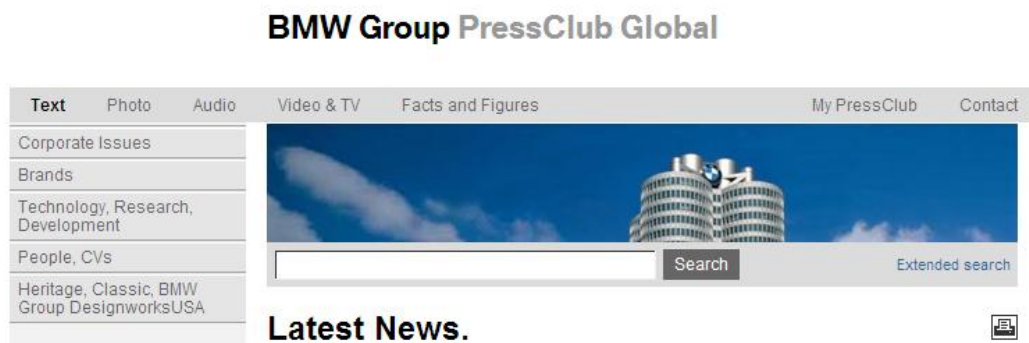 BMW Group PressClub Global
Text Photo Audio Video & TV Facts and Figures My PressClub Contact
Corporate Issues
Brands
Technology, Research,
Development
People, CVs
Heritage, Classic, BMW
Group DesignworksUSA
Search Extended search
Latest News.